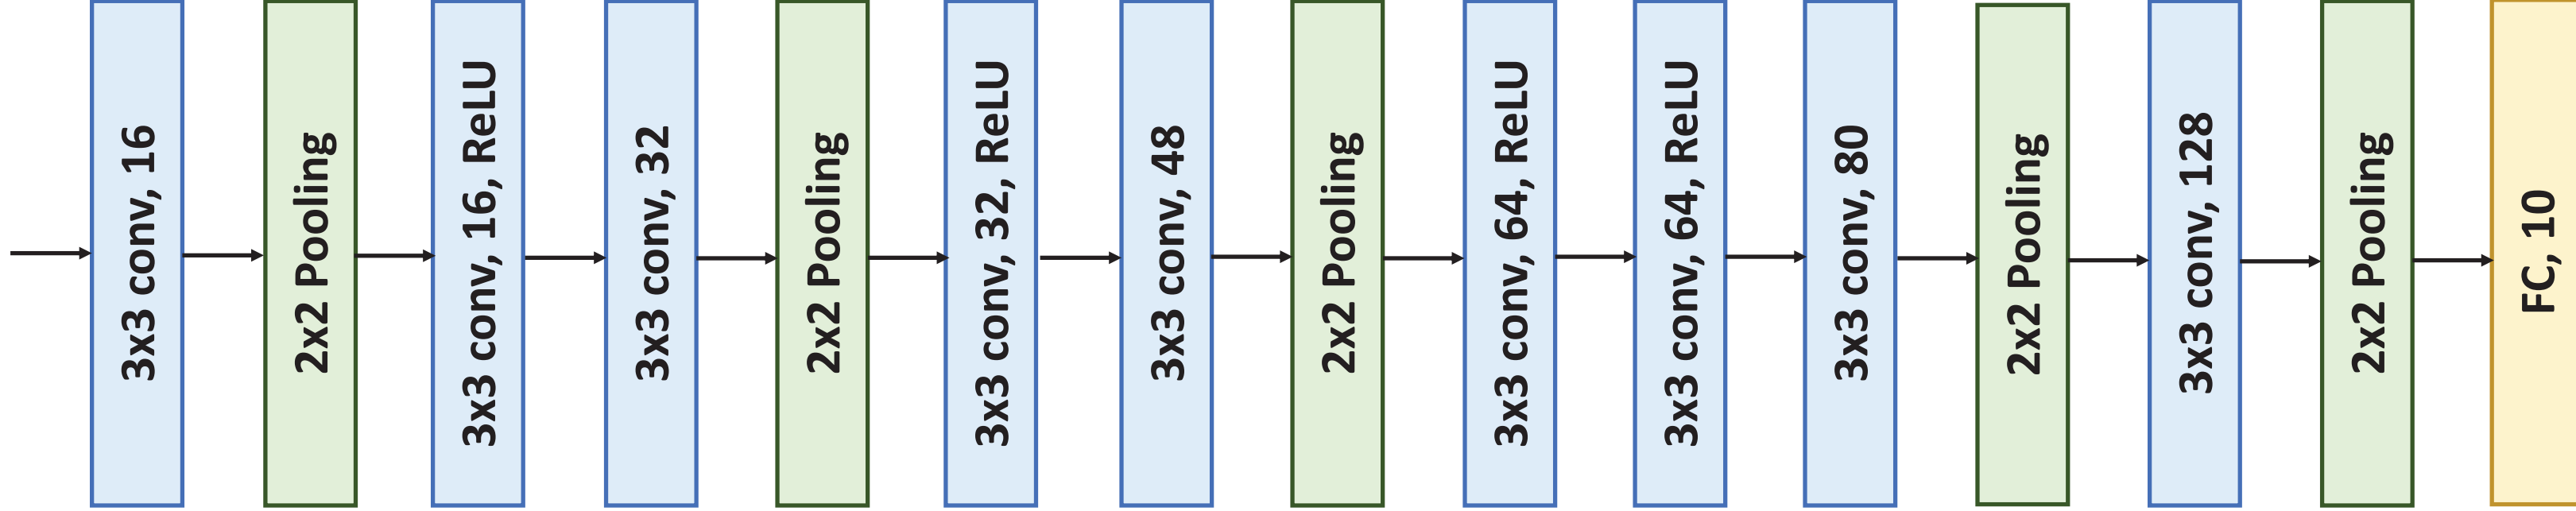 3x3 conv, 16
2x2 Pooling
3x3 conv, 16, ReLU
3x3 conv, 32
2x2 Pooling
3x3 conv, 32, ReLU
3x3 conv, 48
2x2 Pooling
3x3 conv, 64, ReLU
3x3 conv, 64, ReLU
3x3 conv, 80
2x2 Pooling
3x3 conv, 128
2x2 Pooling
FC, 10